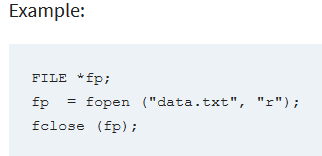 Example:
FILE *fp;
fp  = fopen ("data.txt", "r");
fclose (fp);